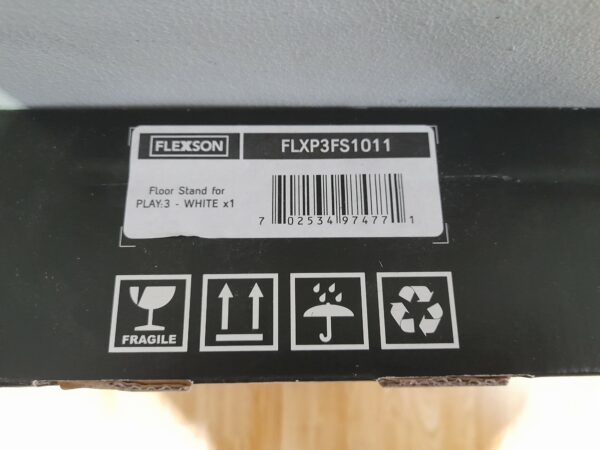 FLEXSON
FLXP3FS1011
Floor Stand for
PLAY:3 - WHITE x1
7 02534 97477 1
FRAGILE